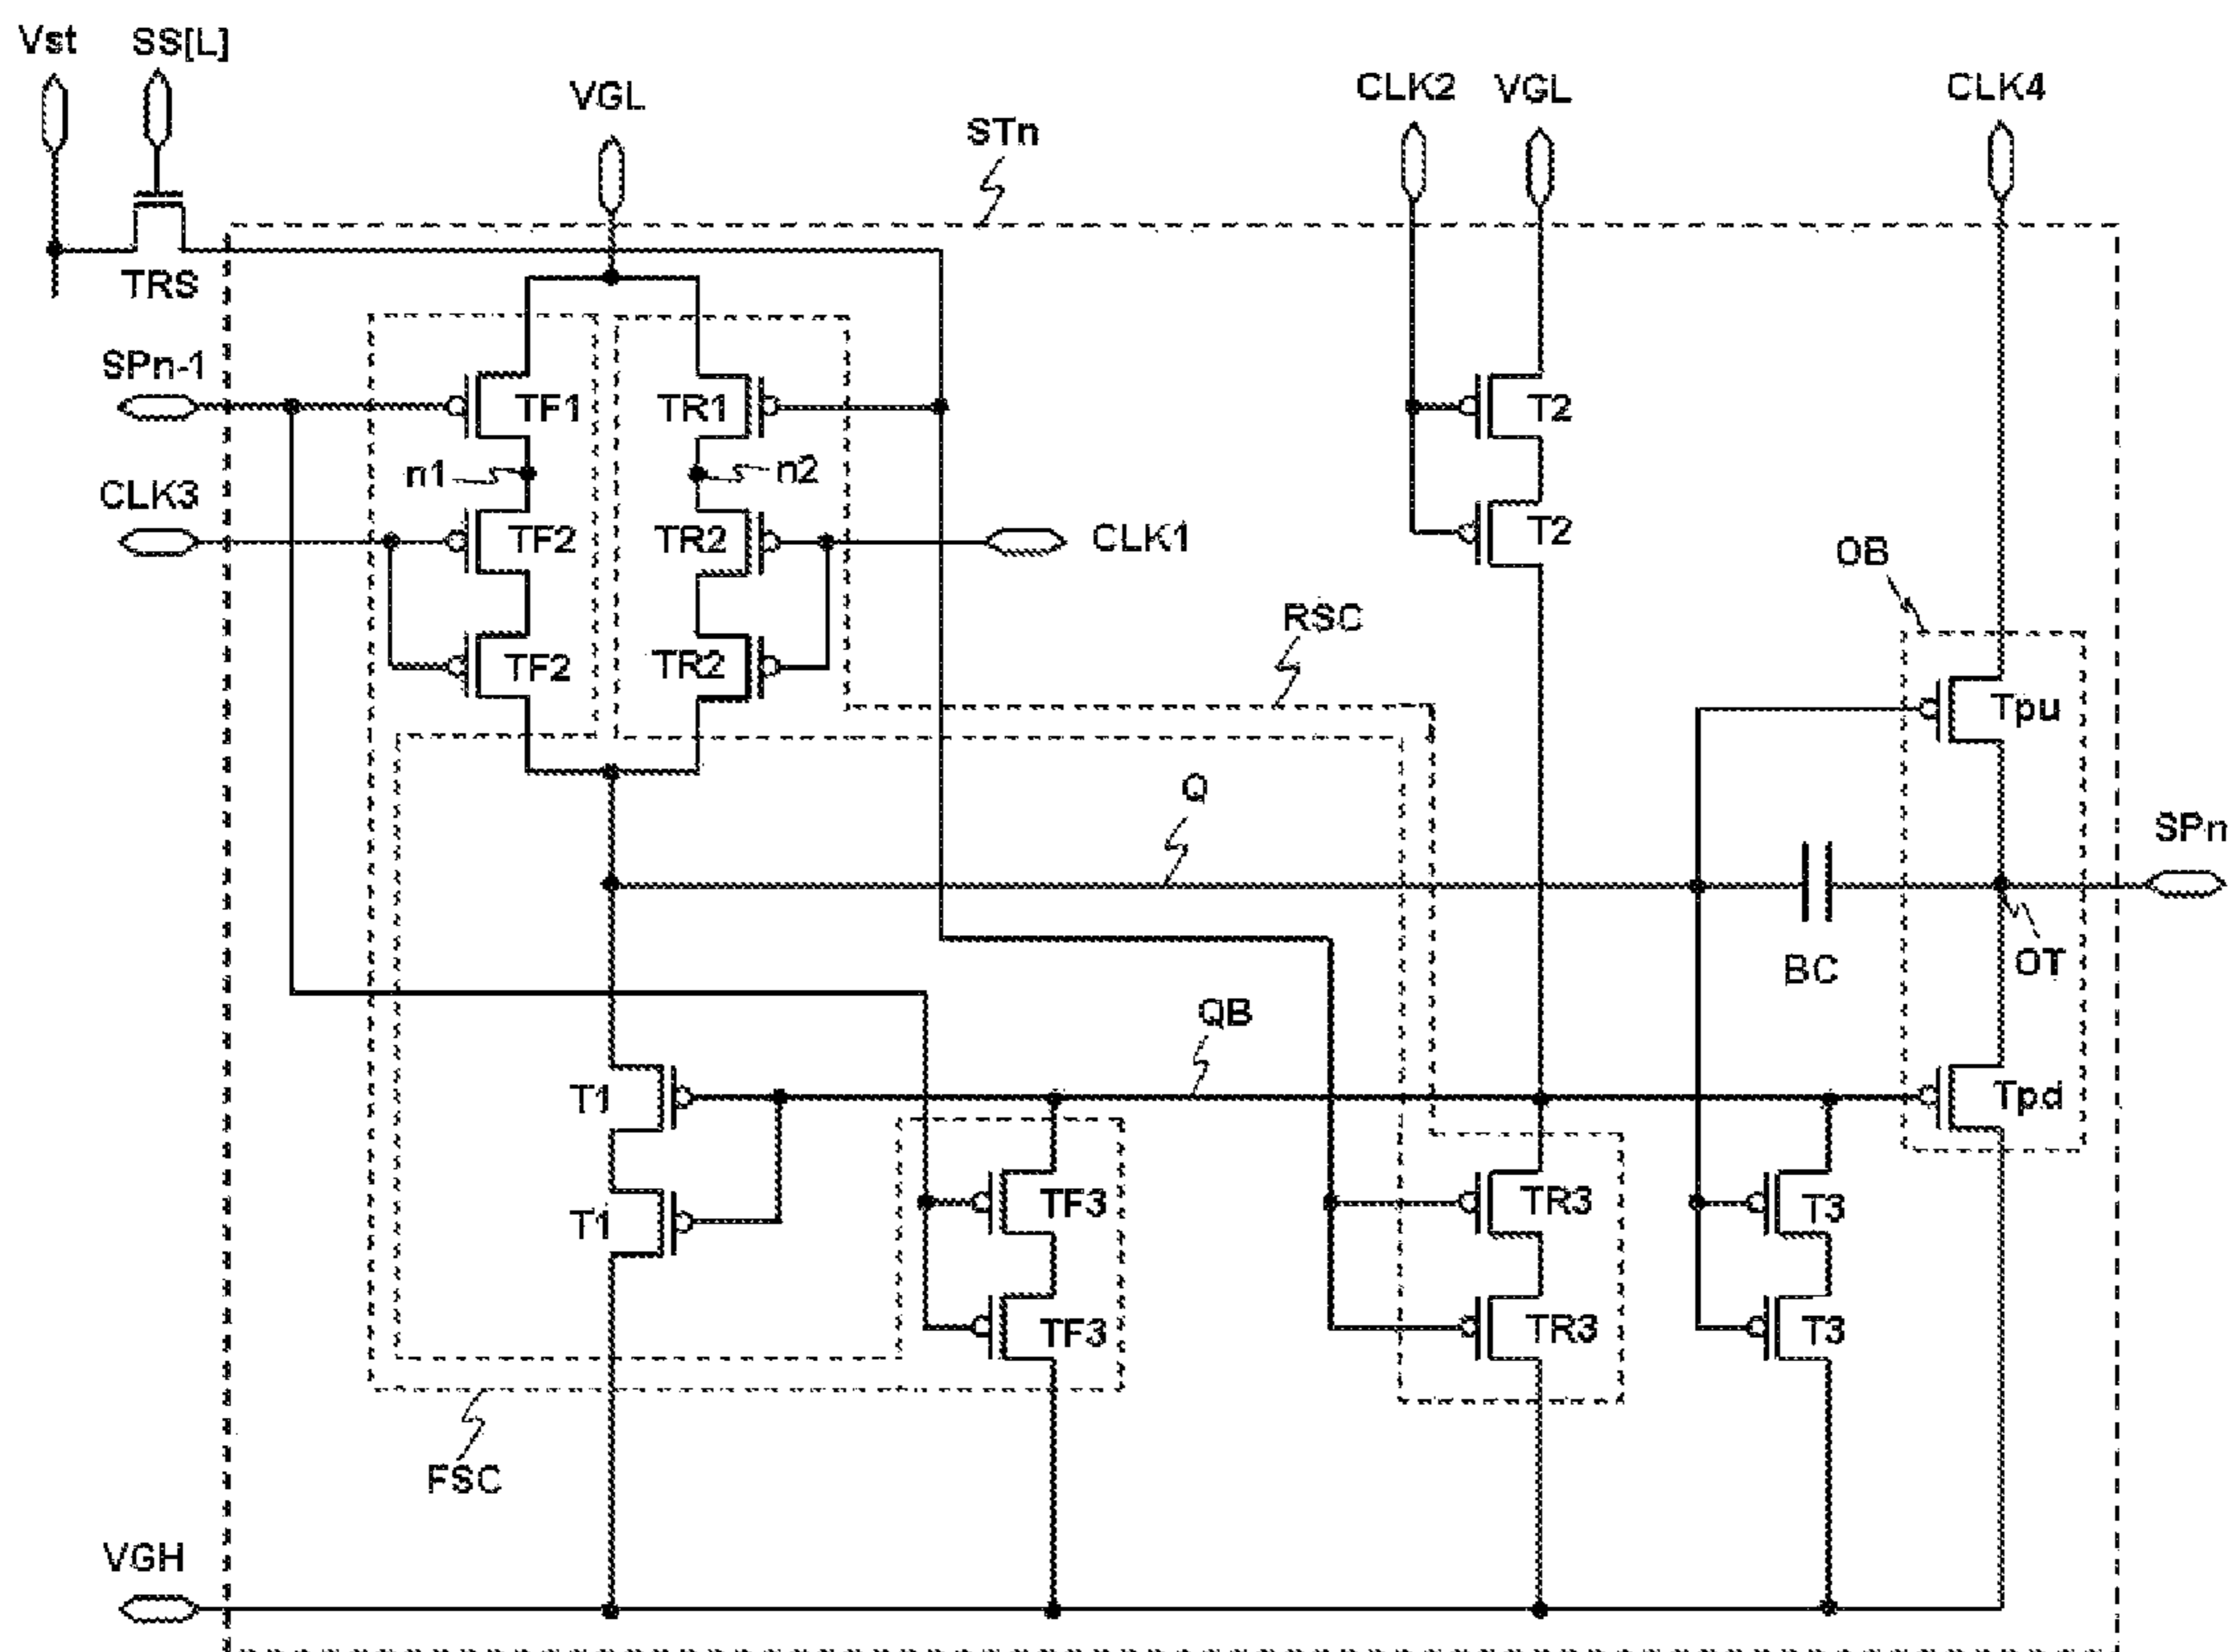 Vst
SS[L]
VGL
STn
CLK2
VGL
CLK4
TRS
SPn-1
TF1
TR1
T2
n1
n2
CLK3
TF2
TR2
CLK1
T2
OB
RSC
TF2
TR2
Tpu
Q
SPn
BC
OT
QB
T1
Tpd
TF3
TR3
T3
T1
TF3
TR3
T3
FSC
VGH